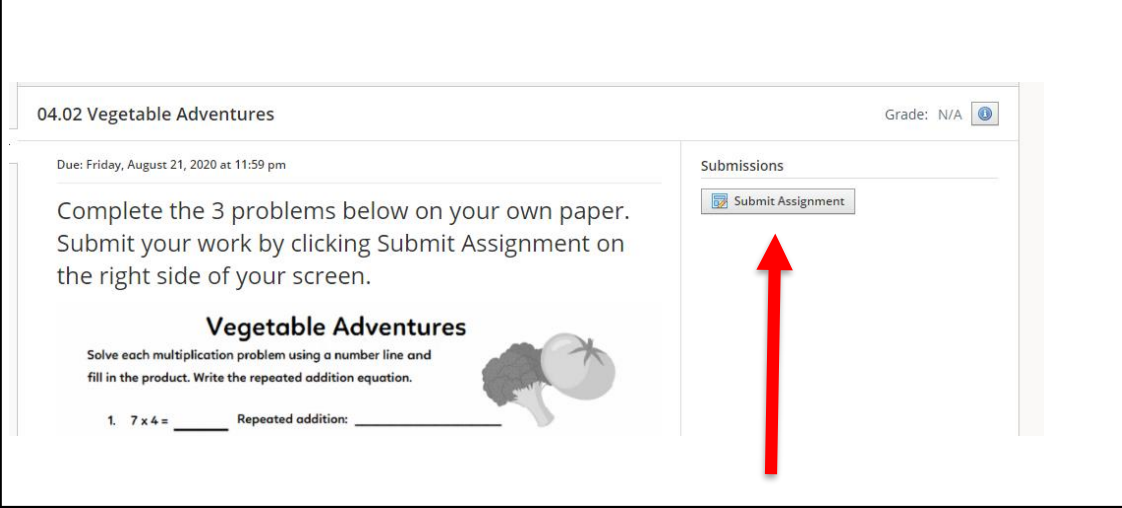 04.02 Vegetable Adventures
Grade: N/A
Due: Friday, August 21, 2020 at 11:59 pm
Submissions
Submit Assignment
Complete the 3 problems below on your own paper.
Submit your work by clicking Submit Assignment on
the right side of your screen.
Vegetable Adventures
Solve each multiplication problem using a number line and
fill in the product. Write the repeated addition equation.
1. 7 x 4 = ______ Repeated addition: ________________